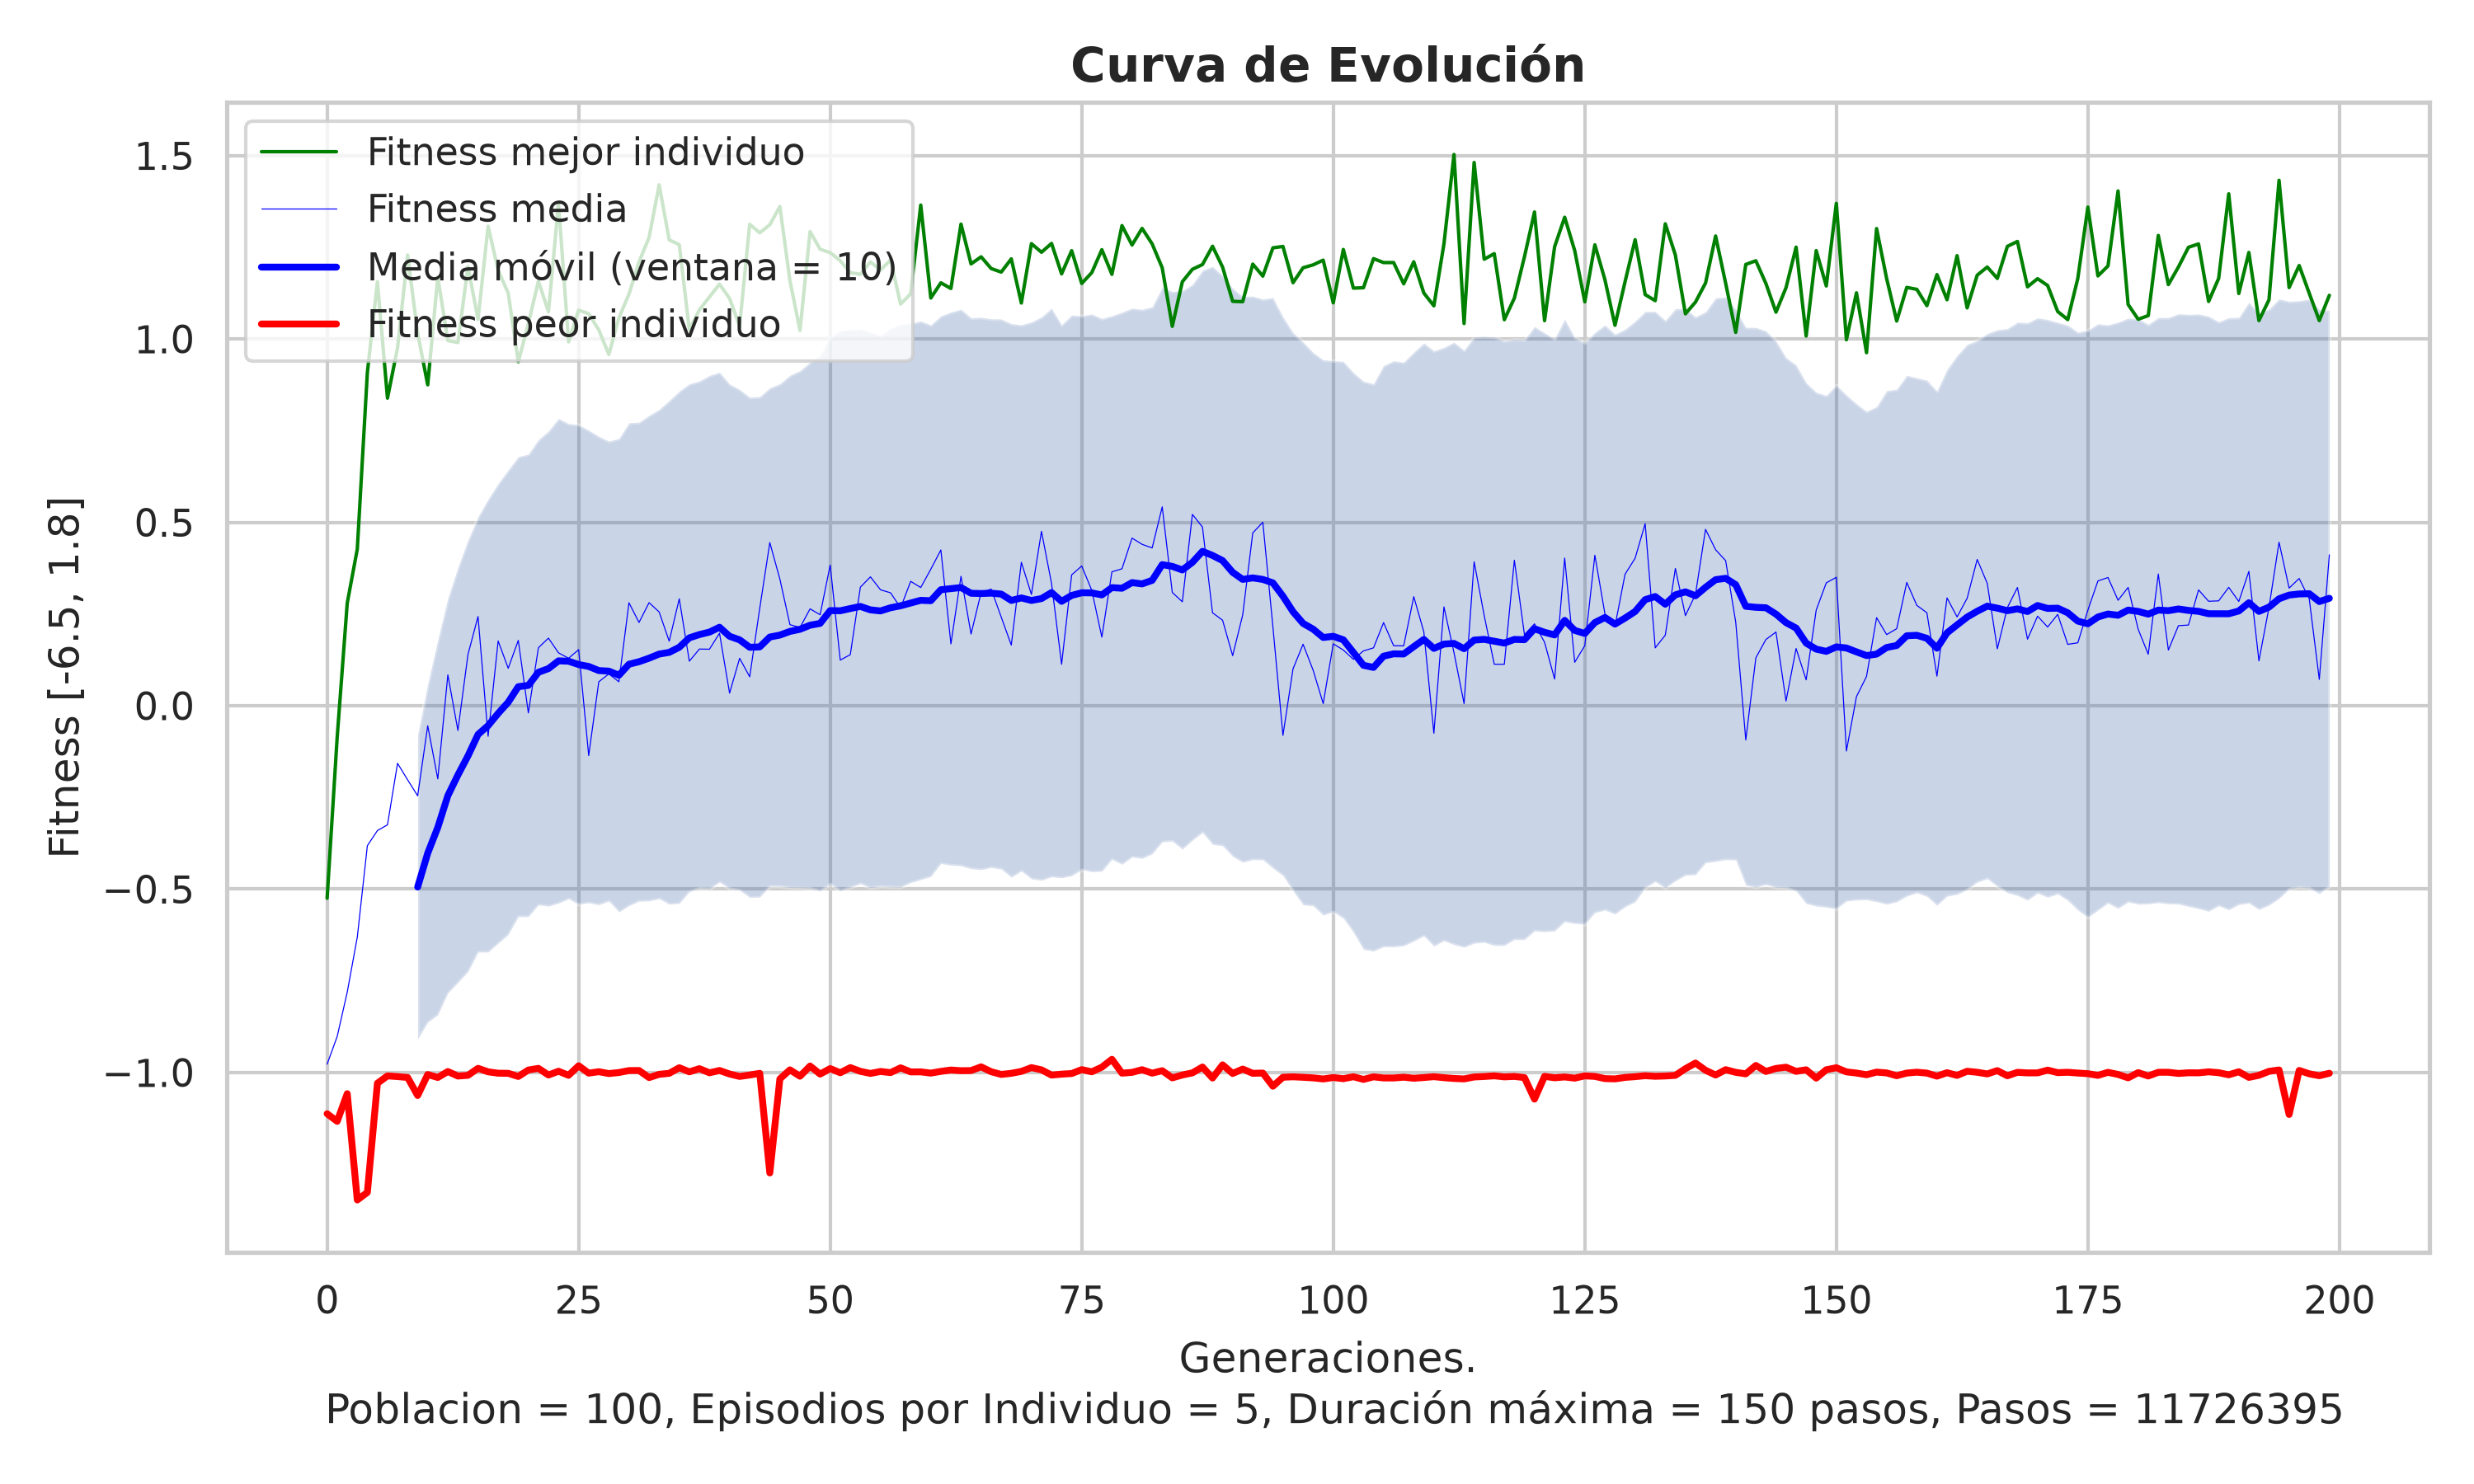 Curva de Evolución
Fitness mejor individuo
Fitness media
Media móvil (ventana = 10)
Fitness peor individuo
Fitness [-6.5, 1.8]
1.5
1.0
0.5
0.0
−0.5
−1.0
0 25 50 75 100 125 150 175 200
Generaciones.
Poblacion = 100, Episodios por Individuo = 5, Duración máxima = 150 pasos, Pasos = 11726395